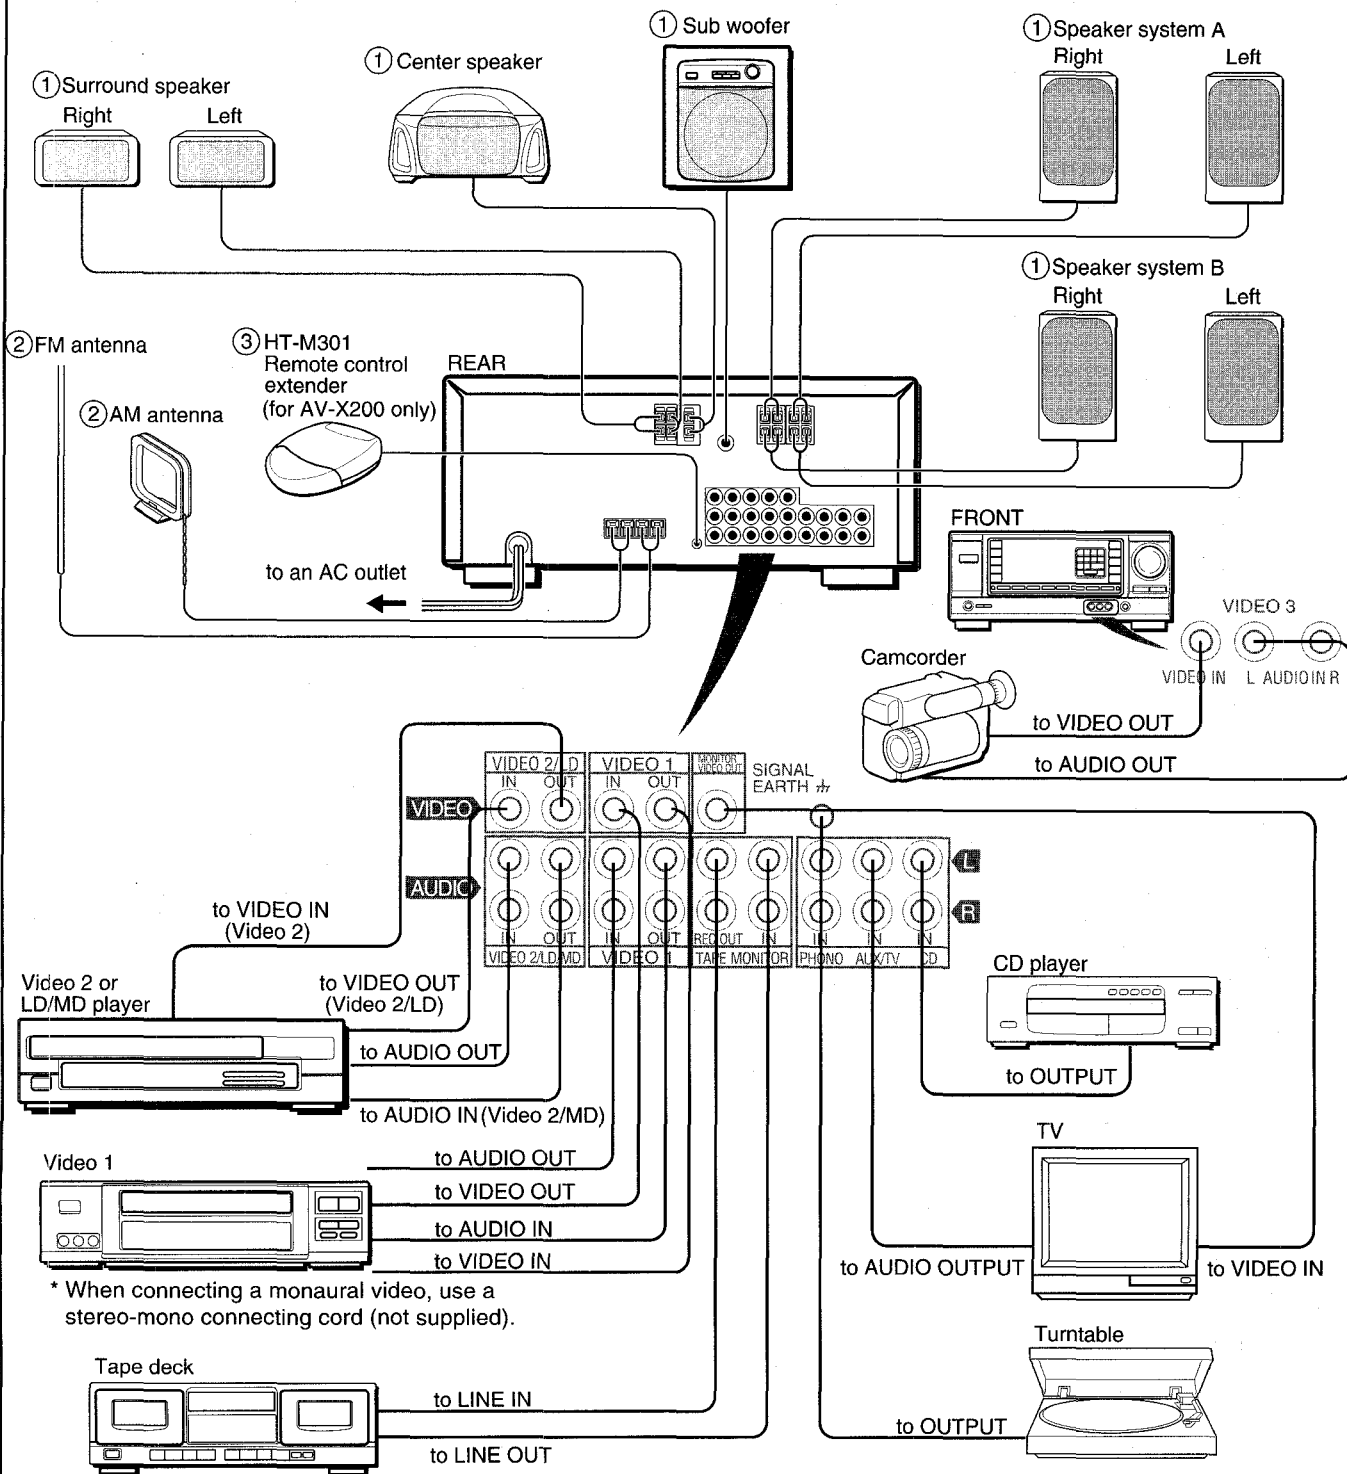 ① Sub woofer
① Speaker system A
Right
Left
① Center speaker
① Surround speaker
Right
Left
① Speaker system B
Right
Left
② FM antenna
③ HT-M301
Remote control
extender
(for AV-X200 only)
REAR
② AM antenna
to an AC outlet
FRONT
VIDEO 3
VIDEO IN
L AUDIO IN R
Camcorder
to VIDEO OUT
to AUDIO OUT
VIDEO 2/LD
IN
OUT
VIDEO 1
IN
OUT
MONITOR
VIDEO OUT
SIGNAL
EARTH
VIDEO
AUDIO
L
R
IN
OUT
IN
OUT
REC OUT
IN
IN
IN
IN
VIDEO 2/LD/MD
VIDEO 1
TAPE MONITOR
PHONO
AUX/TV
CD
to VIDEO IN
(Video 2)
to VIDEO OUT
(Video 2/LD)
Video 2 or
LD/MD player
to AUDIO OUT
to AUDIO IN (Video 2/MD)
CD player
to OUTPUT
Video 1
to AUDIO OUT
to VIDEO OUT
to AUDIO IN
to VIDEO IN
TV
to AUDIO OUTPUT
to VIDEO IN
* When connecting a monaural video, use a
stereo-mono connecting cord (not supplied).
Tape deck
to LINE IN
to LINE OUT
Turntable
to OUTPUT